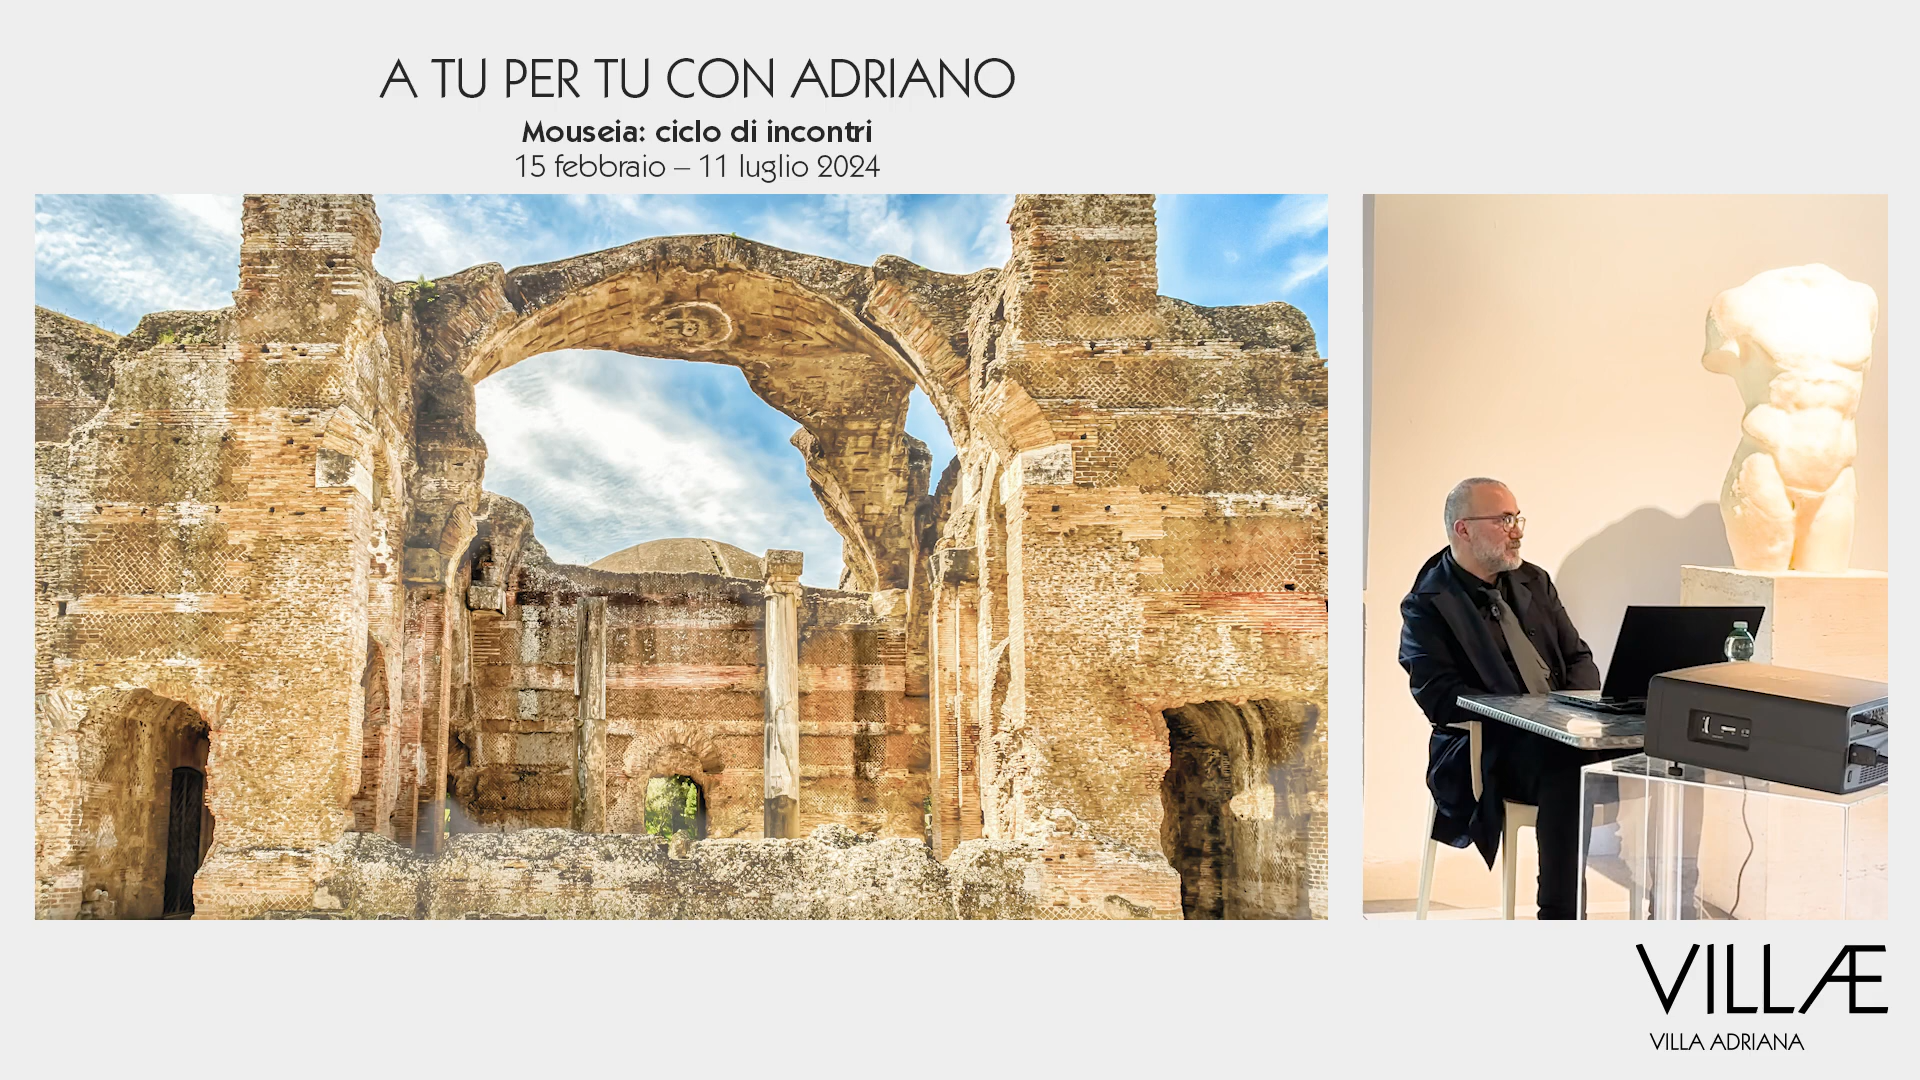 A TU PER TU CON ADRIANO
Mouseia: ciclo di incontri
15 febbraio – 11 luglio 2024
VILLÆ
VILLA ADRIANA